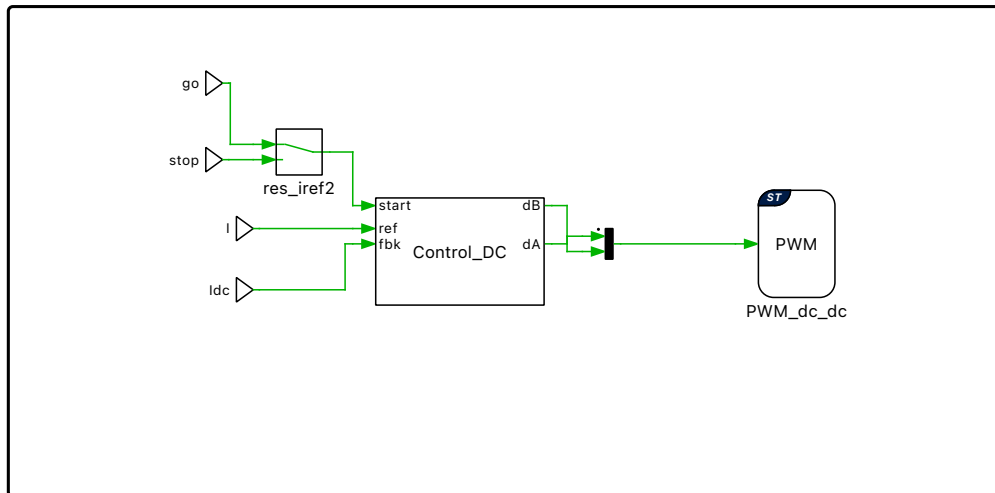 go
stop
res_iref2
I
Idc
start
ref
fbk
Control_DC
dB
dA
ST
PWM
PWM_dc_dc